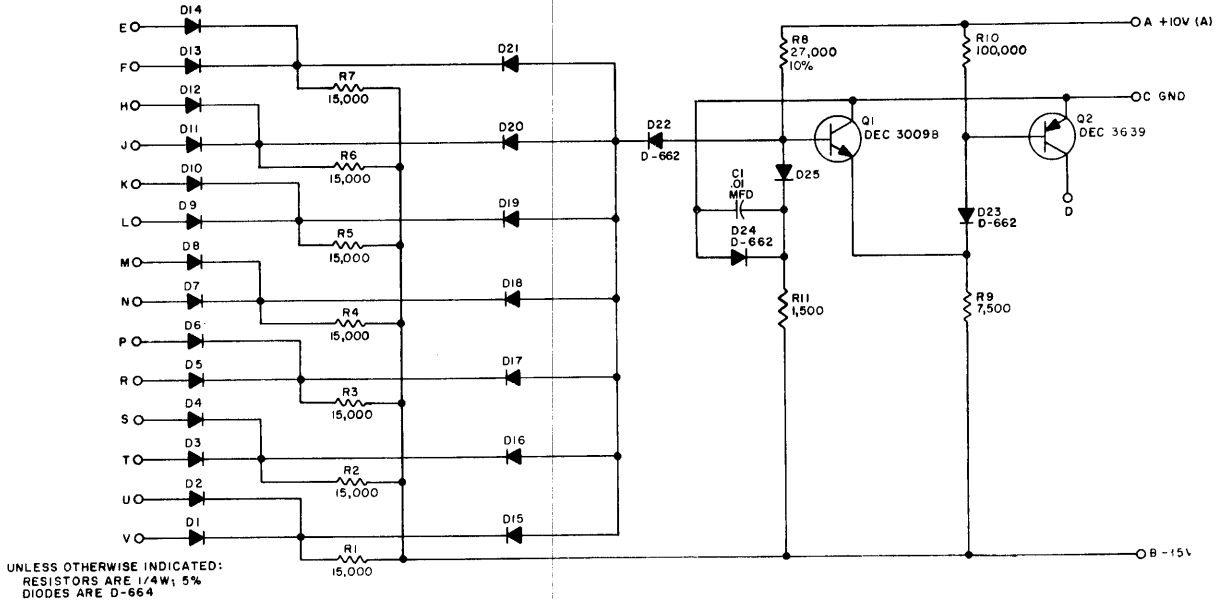 D14
E
D13
F
D21
R7
15,000
D12
H
D11
J
D20
R6
15,000
D10
K
D9
L
D19
R5
15,000
D8
M
D7
N
D18
R4
15,000
D6
P
D5
R
D17
R3
15,000
D4
S
D3
T
D16
R2
15,000
D2
U
D1
V
D15
R1
15,000
D22
D-662
R8
27,000
10%
R10
100,000
A +10V (A)
C GND
Q1
DEC 3009B
Q2
DEC 3639
D25
C1
.01
MFD
D24
D-662
D23
D-662
D
R11
1,500
R9
7,500
B -15V
UNLESS OTHERWISE INDICATED:
RESISTORS ARE 1/4W; 5%
DIODES ARE D-664